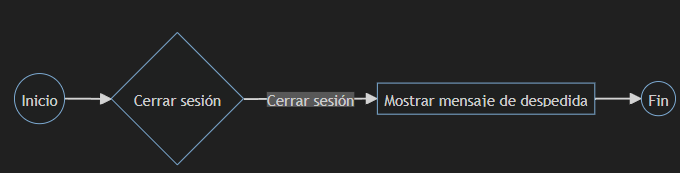 Inicio
Cerrar sesión
Cerrar sesión
Mostrar mensaje de despedida
Fin